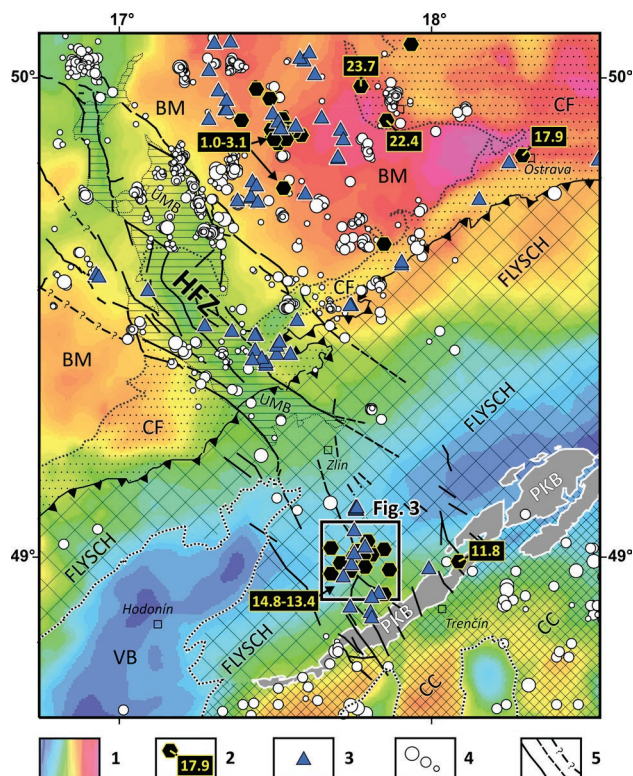 17° 18°
50°
23.7
BM
CF
22.4
17.9
1.0-3.1
Ostrava
BM
UMB
FLYSCH
HFZ
CF
BM
UMB
FLYSCH
CF
Zlín
PKB
Fig. 3
49°
FLYSCH
11.8
14.8-13.4
Hodonín
PKB
Trenčín
FLYSCH
VB
CC
CC
1 2 3 4 5
17.9
? ?